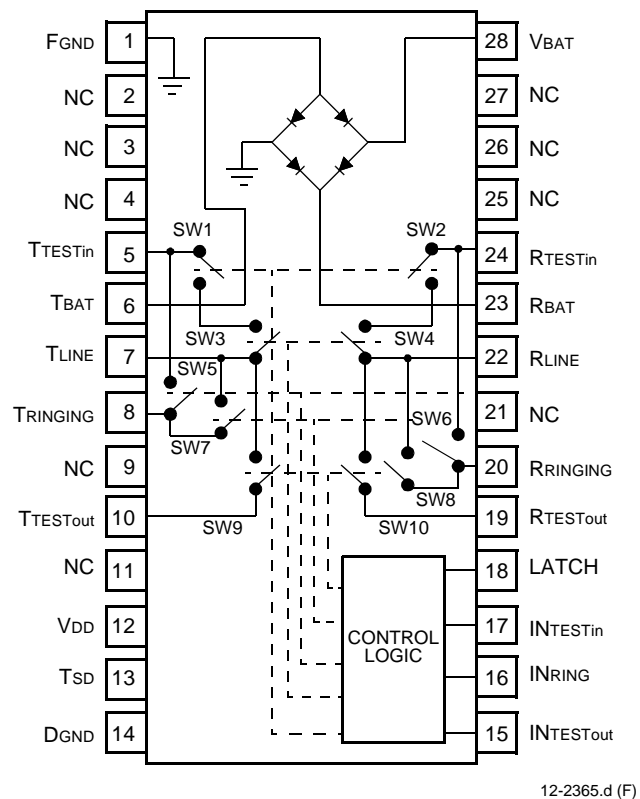 FGND 1
NC 2
NC 3
NC 4
TTESTin 5
TBAT 6
TLINE 7
TRINGING 8
NC 9
TTESTout 10
NC 11
VDD 12
TSD 13
DGND 14
28 VBAT
27 NC
26 NC
25 NC
24 RTESTin
23 RBAT
22 RLINE
21 NC
20 RRINGING
19 RTESTout
18 LATCH
17 INTESTin
16 INRING
15 INTESTout
SW1
SW2
SW3
SW4
SW5
SW6
SW7
SW8
SW9
SW10
CONTROL
LOGIC
12-2365.d (F)